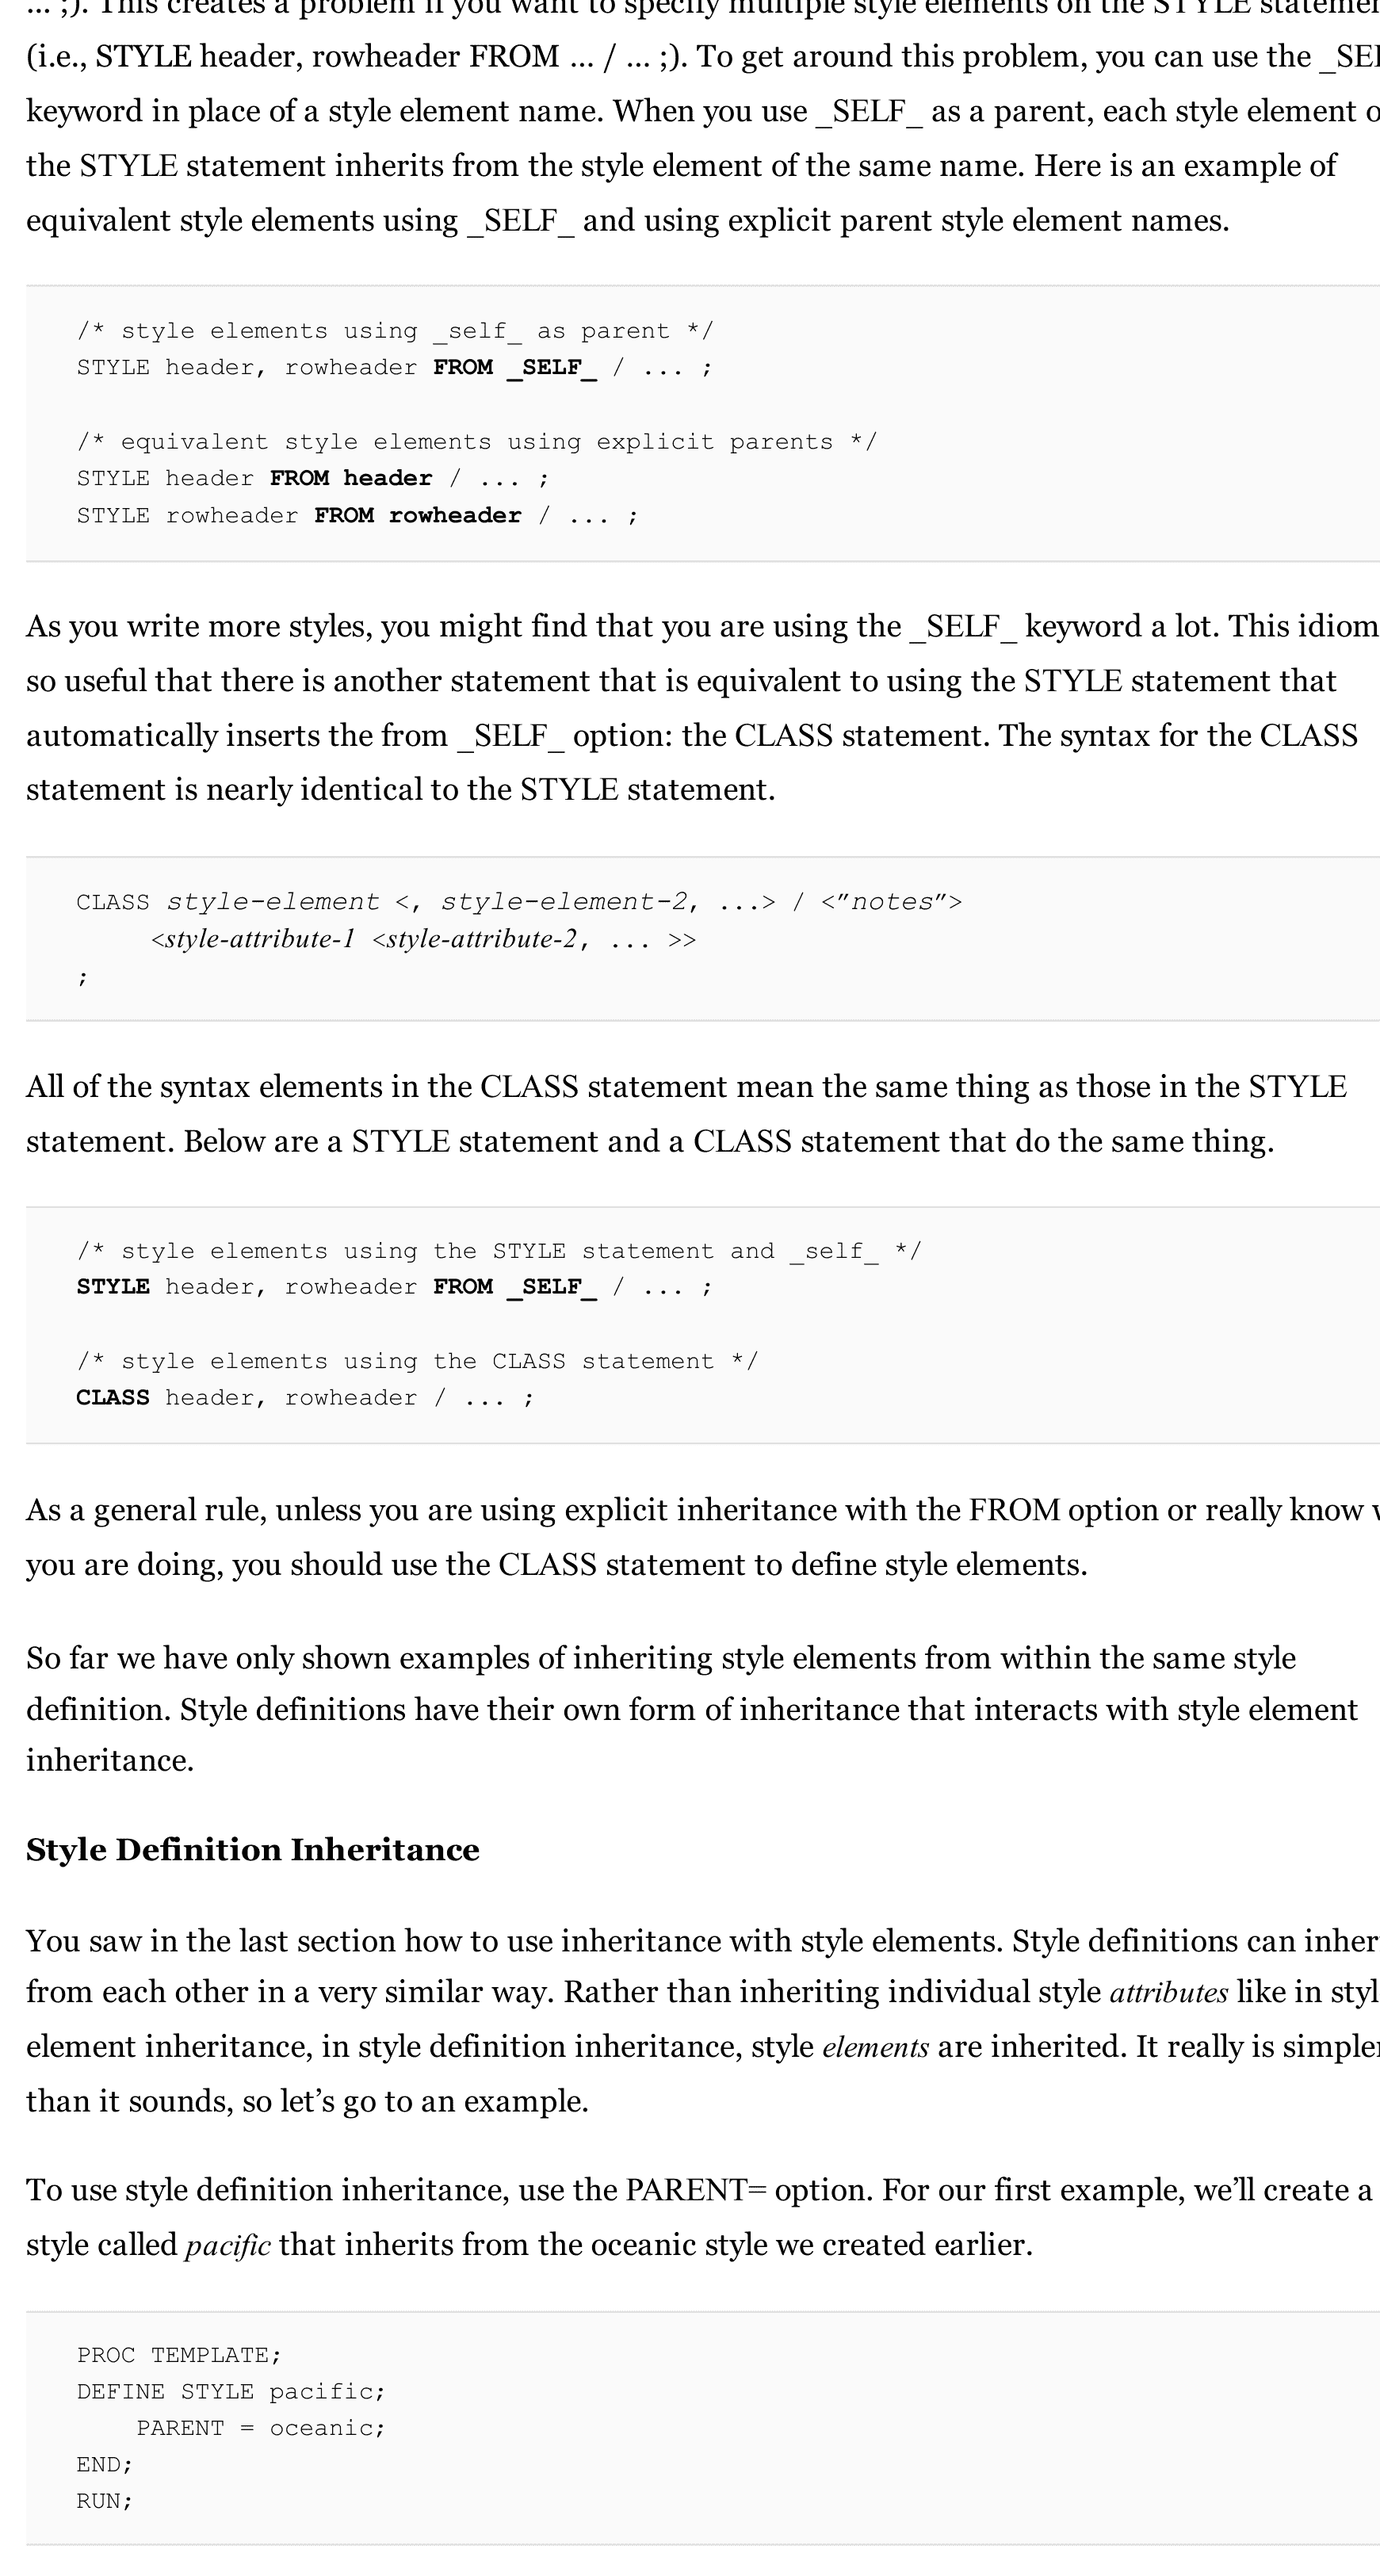 ... ;). This creates a problem if you want to specify multiple style elements on the STYLE
(i.e., STYLE header, rowheader FROM ... / ... ;). To get around this problem, you can use the
keyword in place of a style element name. When you use _SELF_ as a parent, each style element
the STYLE statement inherits from the style element of the same name. Here is an example of
equivalent style elements using _SELF_ and using explicit parent style element names.
/* style elements using _self_ as parent */
STYLE header, rowheader FROM _SELF_ / ... ;
/* equivalent style elements using explicit parents */
STYLE header FROM header / ... ;
STYLE rowheader FROM rowheader / ... ;
As you write more styles, you might find that you are using the _SELF_ keyword a lot. This idiom
so useful that there is another statement that is equivalent to using the STYLE statement that
automatically inserts the from _SELF_ option: the CLASS statement. The syntax for the CLASS
statement is nearly identical to the STYLE statement.
CLASS style-element <, style-element-2, ...> / <”notes”>
<style-attribute-1 <style-attribute-2, ... >>
;
All of the syntax elements in the CLASS statement mean the same thing as those in the STYLE
statement. Below are a STYLE statement and a CLASS statement that do the same thing.
/* style elements using the STYLE statement and _self_ */
STYLE header, rowheader FROM _SELF_ / ... ;
/* style elements using the CLASS statement */
CLASS header, rowheader / ... ;
As a general rule, unless you are using explicit inheritance with the FROM option or really know
you are doing, you should use the CLASS statement to define style elements.
So far we have only shown examples of inheriting style elements from within the same style
definition. Style definitions have their own form of inheritance that interacts with style element
inheritance.
Style Definition Inheritance
You saw in the last section how to use inheritance with style elements. Style definitions can
from each other in a very similar way. Rather than inheriting individual style attributes like in
element inheritance, in style definition inheritance, style elements are inherited. It really is simpler
than it sounds, so let’s go to an example.
To use style definition inheritance, use the PARENT= option. For our first example, we’ll create a
style called pacific that inherits from the oceanic style we created earlier.
PROC TEMPLATE;
DEFINE STYLE pacific;
PARENT = oceanic;
END;
RUN;